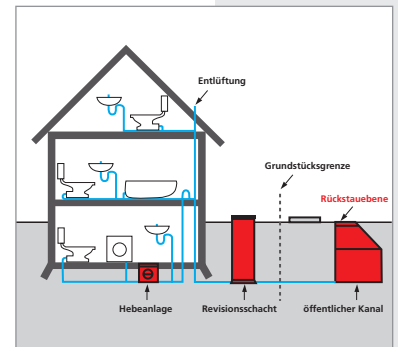 Entlüftung
Grundstücksgrenze
Rückstauebene
Hebeanlage
Revisionsschacht
öffentlicher Kanal